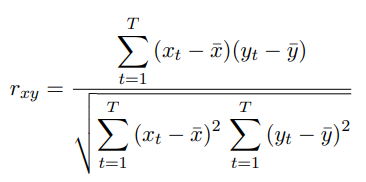 r_{xy} = \frac{\sum_{t=1}^{T} (x_t - \bar{x})(y_t - \bar{y})}{\sqrt{\sum_{t=1}^{T} (x_t - \bar{x})^2 \sum_{t=1}^{T} (y_t - \bar{y})^2}}